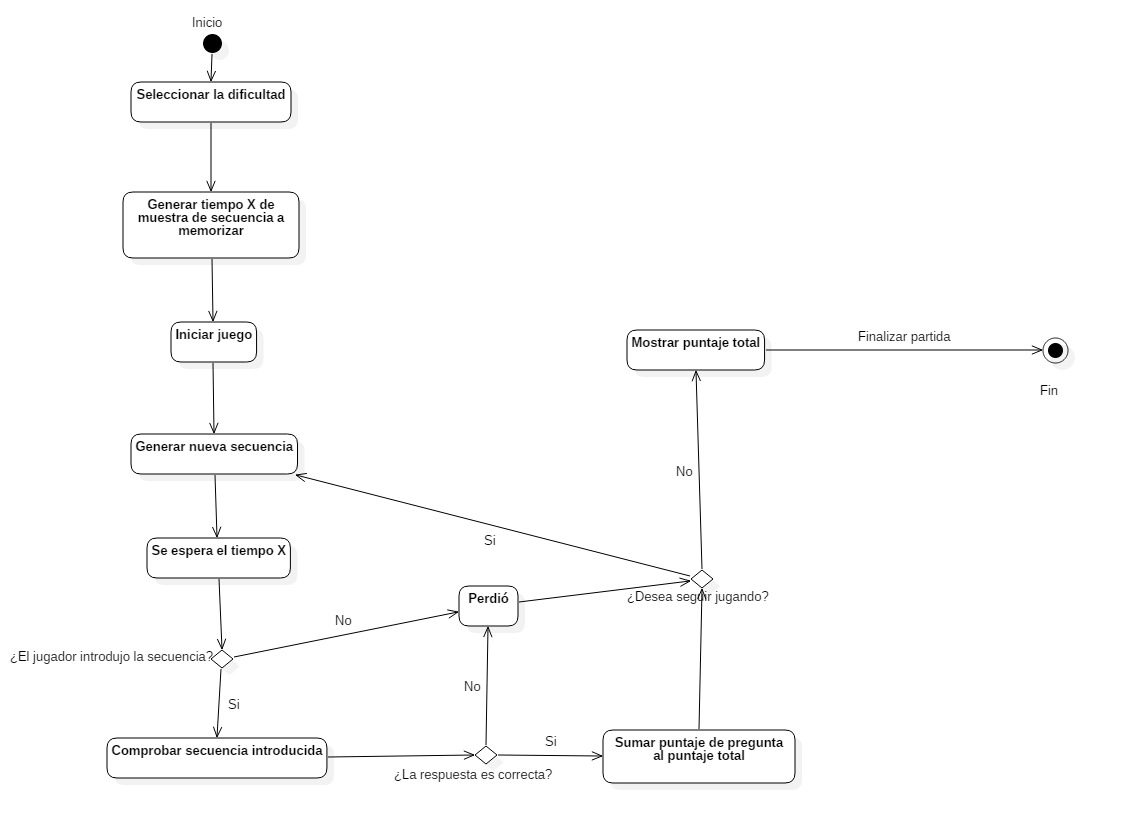 Inicio
Seleccionar la dificultad
Generar tiempo X de
muestra de secuencia a
memorizar
Iniciar juego
Mostrar puntaje total
Finalizar partida
Fin
Generar nueva secuencia
No
Si
Se espera el tiempo X
Perdió
¿Desea seguir jugando?
No
¿El jugador introdujo la secuencia?
No
Si
Si
Comprobar secuencia introducida
¿La respuesta es correcta?
Sumar puntaje de pregunta
al puntaje total